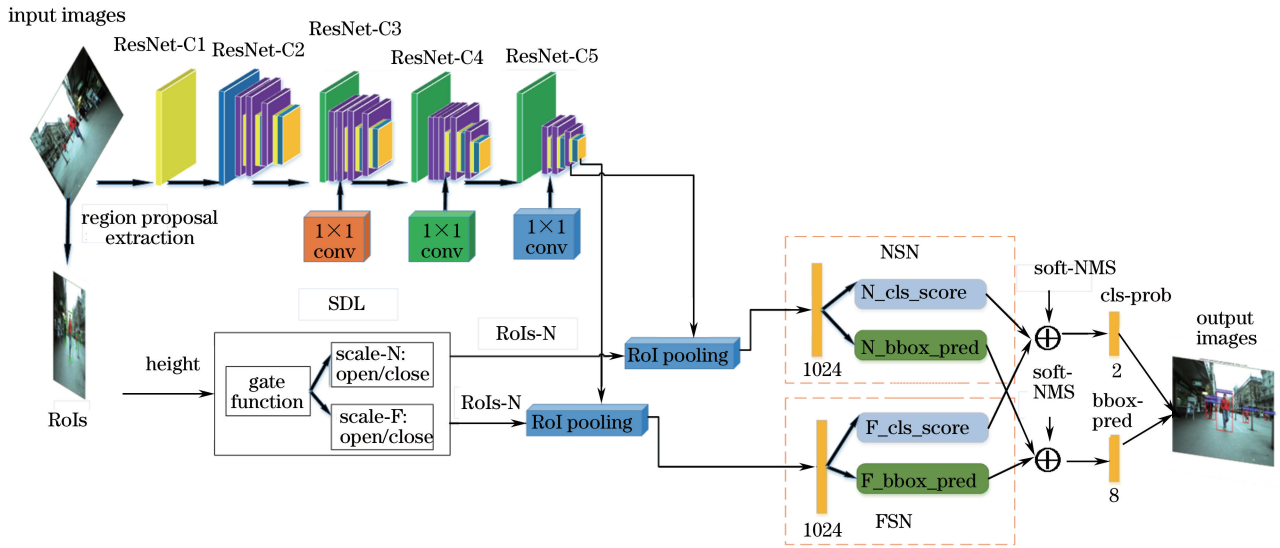 input images
ResNet-C1
ResNet-C2
ResNet-C3
ResNet-C4
ResNet-C5
region proposal
extraction
1×1
conv
1×1
conv
1×1
conv
RoIs
height
SDL
gate
function
scale-N:
open/close
scale-F:
open/close
RoIs-N
RoIs-N
RoI pooling
RoI pooling
NSN
N_cls_score
N_bbox_pred
1024
F_cls_score
F_bbox_pred
1024
FSN
soft-NMS
soft-
NMS
cls-prob
2
bbox-
pred
8
output
images